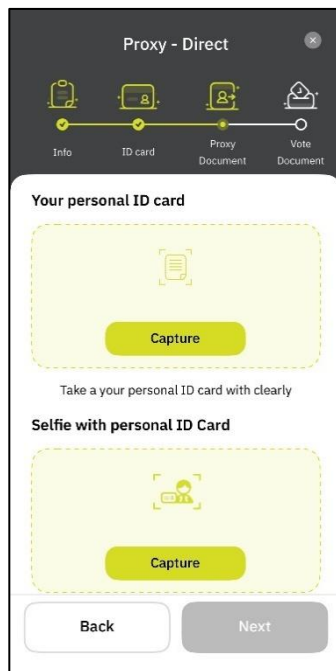 Proxy - Direct
Info
ID card
Proxy
Document
Vote
Document
Your personal ID card
Capture
Take a your personal ID card with clearly
Selfie with personal ID Card
Capture
Back
Next